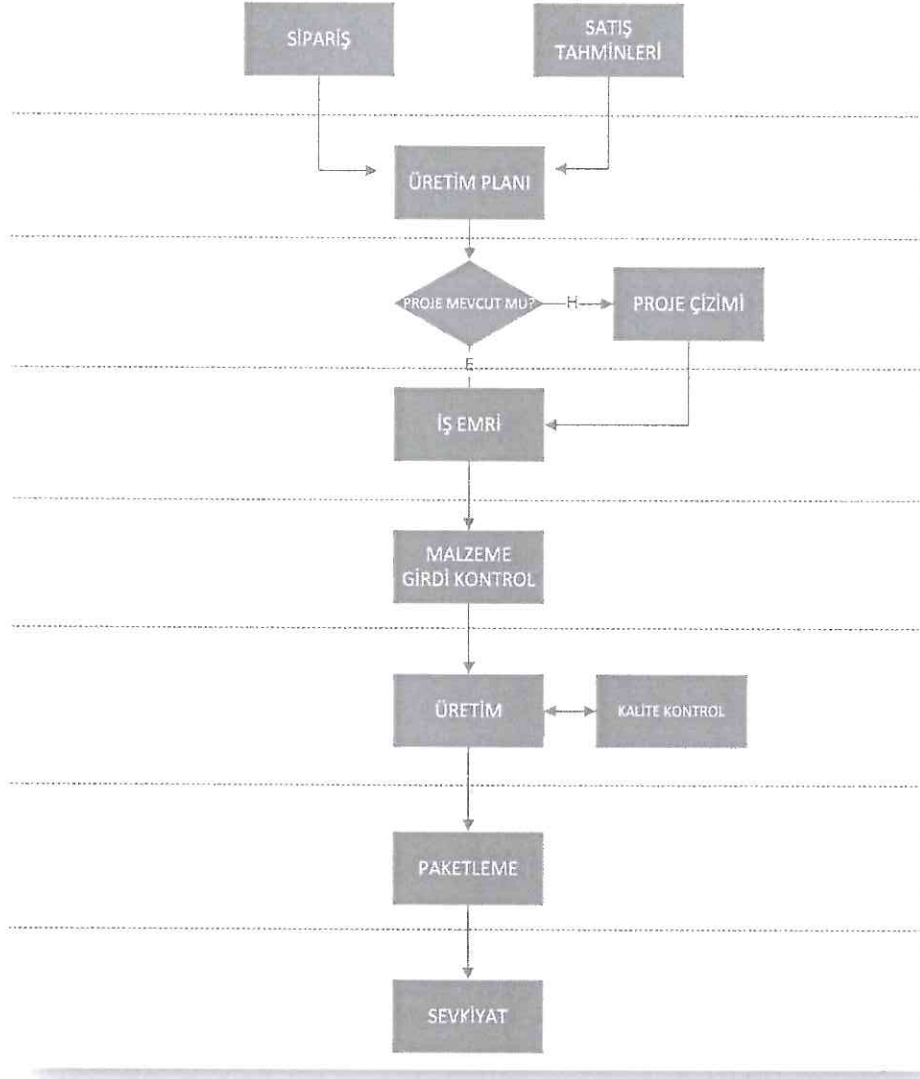 SİPARİŞ
SATIŞ
TAHMİNLERİ
ÜRETİM PLANI
PROJE MEVCUT MU?
H
PROJE ÇİZİMİ
E
İŞ EMRİ
MALZEME
GİRDİ KONTROL
ÜRETİM
KALİTE KONTROL
PAKETLEME
SEVKİYAT